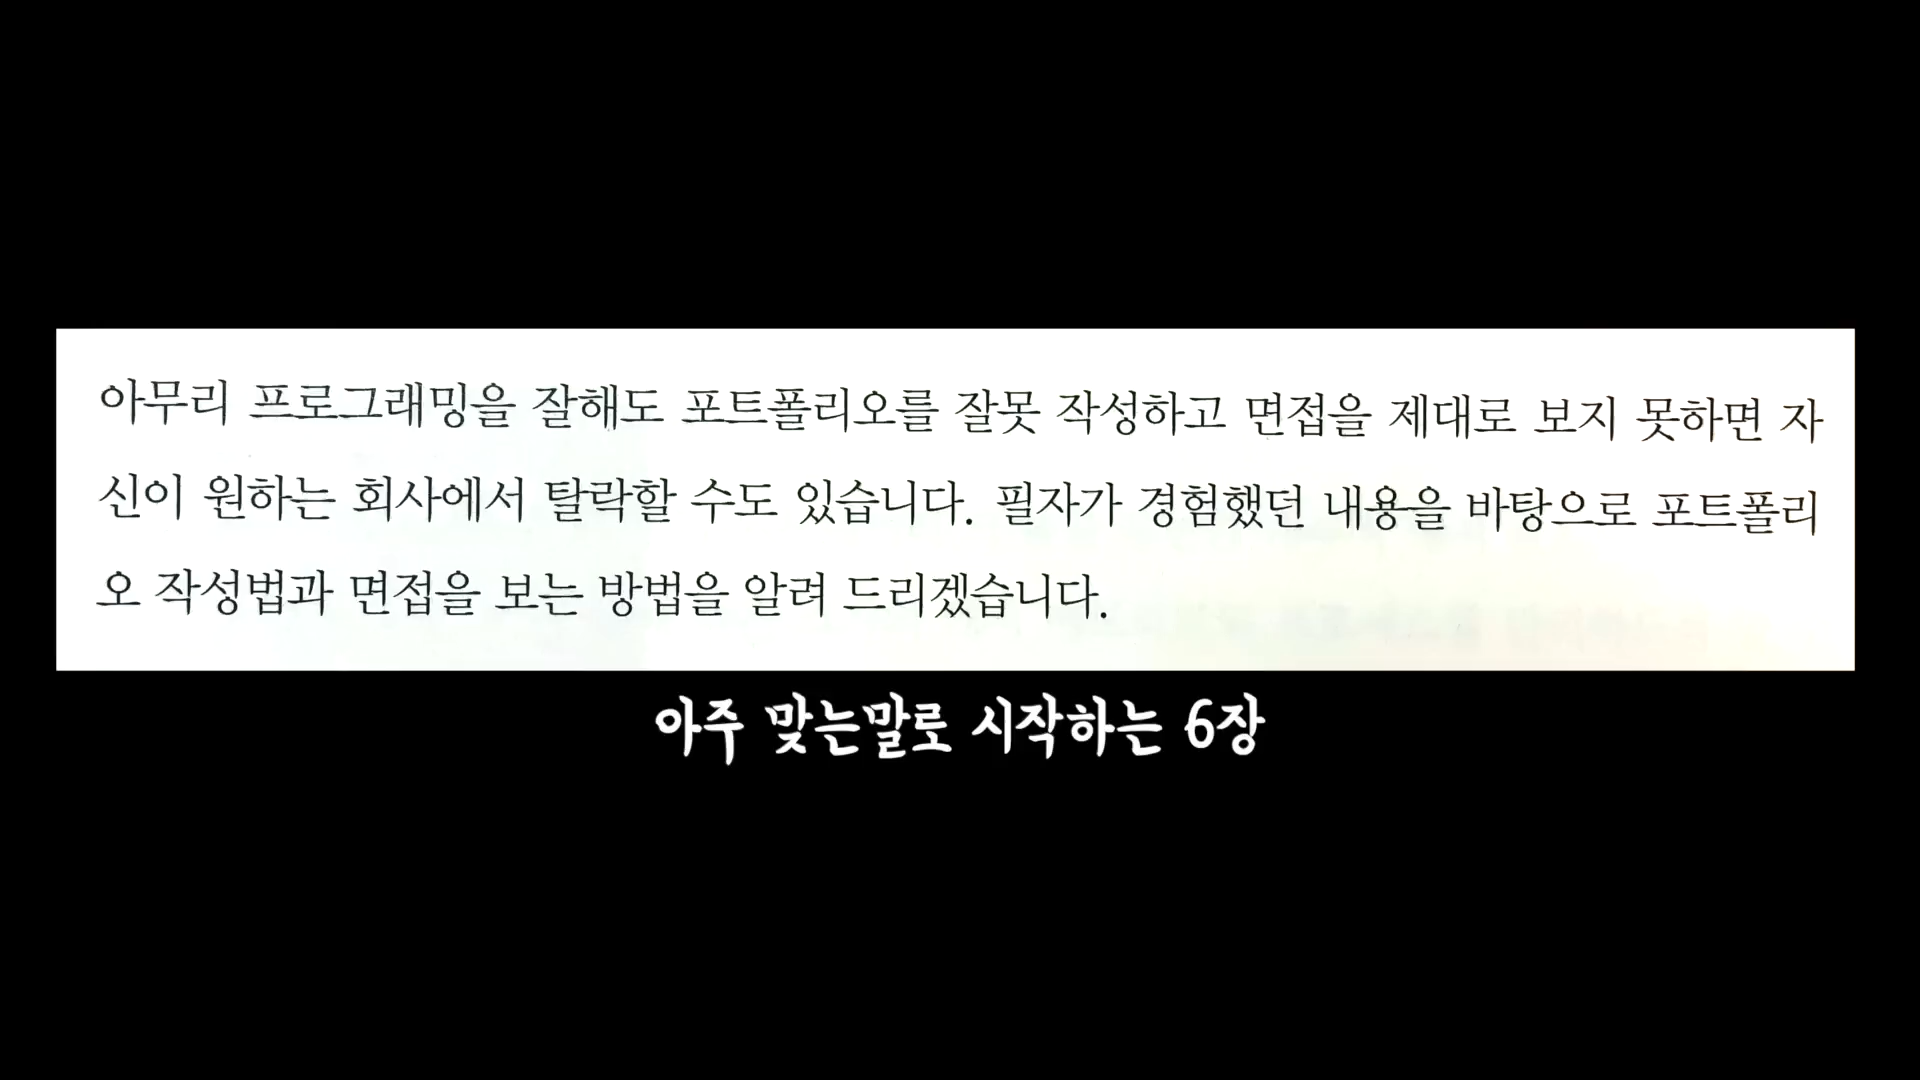 아무리 프로그래밍을 잘해도 포트폴리오를 잘못 작성하고 면접을 제대로 보지 못하면 자
신이 원하는 회사에서 탈락할 수도 있습니다. 필자가 경험했던 내용을 바탕으로 포트폴리
오 작성법과 면접을 보는 방법을 알려 드리겠습니다.
아주 맞는말로 시작하는 6장